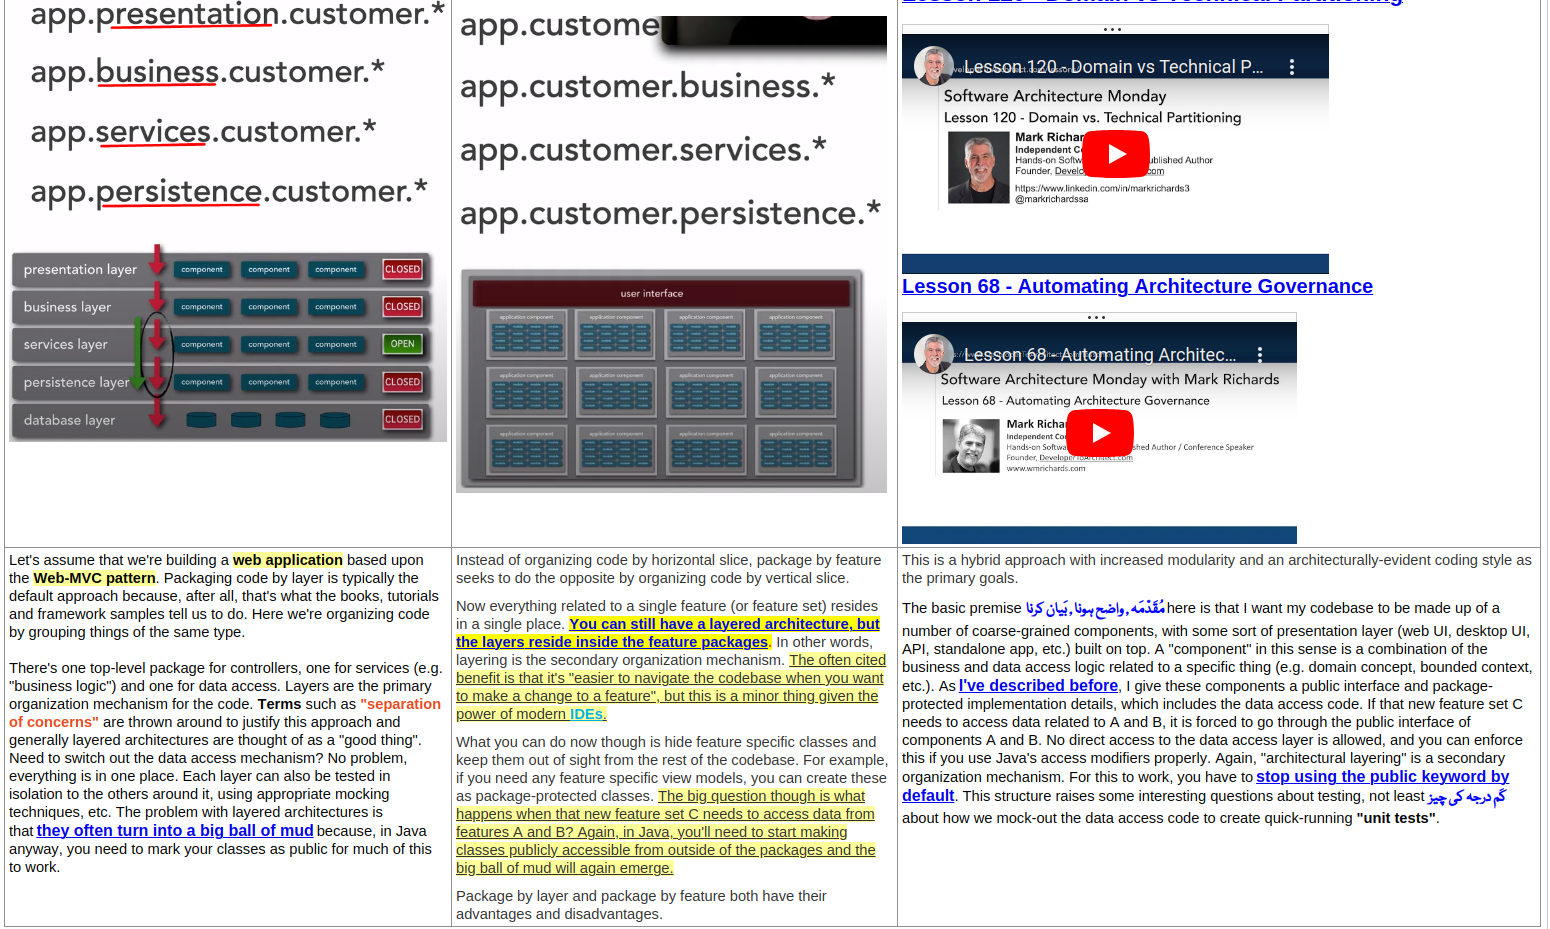 app.presentation.customer.*
app.business.customer.*
app.services.customer.*
app.persistence.customer.*
presentation layer
component
component
component
CLOSED
business layer
component
component
component
CLOSED
services layer
component
component
component
OPEN
persistence layer
component
component
component
CLOSED
database layer
CLOSED
Let's assume that we're building a web application based upon
the Web-MVC pattern. Packaging code by layer is typically the
default approach because, after all, that's what the books, tutorials
and framework samples tell us to do. Here we're organizing code
by grouping things of the same type.
There's one top-level package for controllers, one for services (e.g.
"business logic") and one for data access. Layers are the primary
organization mechanism for the code. Terms such as "separation
of concerns" are thrown around to justify this approach and
generally layered architectures are thought of as a "good thing".
Need to switch out the data access mechanism? No problem,
everything is in one place. Each layer can also be tested in
isolation to the others around it, using appropriate mocking
techniques, etc. The problem with layered architectures is
that they often turn into a big ball of mud because, in Java
anyway, you need to mark your classes as public for much of this
to work.
app.custome
app.customer.business.*
app.customer.services.*
app.customer.persistence.*
user interface
application component
application component
application component
application component
application component
application component
application component
application component
application component
application component
application component
application component
Instead of organizing code by horizontal slice, package by feature
seeks to do the opposite by organizing code by vertical slice.
Now everything related to a single feature (or feature set) resides
in a single place. You can still have a layered architecture, but
the layers reside inside the feature packages. In other words,
layering is the secondary organization mechanism. The often cited
benefit is that it's "easier to navigate the codebase when you want
to make a change to a feature", but this is a minor thing given the
power of modern IDEs.
What you can do now though is hide feature specific classes and
keep them out of sight from the rest of the codebase. For example,
if you need any feature specific view models, you can create these
as package-protected classes. The big question though is what
happens when that new feature set C needs to access data from
features A and B? Again, in Java, you'll need to start making
classes publicly accessible from outside of the packages and the
big ball of mud will again emerge.
Package by layer and package by feature both have their
advantages and disadvantages.
Lesson 120 - Domain vs Technical Partitioning
Lesson 120 - Domain vs Technical P...
Software Architecture Monday
Lesson 120 - Domain vs. Technical Partitioning
Mark Richar
Independent Co
Hands-on Softw ublished Author
Founder, Develop .com
https://www.linkedin.com/in/markrichards3
@markrichardssa
Lesson 68 - Automating Architecture Governance
Lesson 68 - Automating Architec...
Software Architecture Monday with Mark Richards
Lesson 68 - Automating Architecture Governance
Mark Richar
Independent Con
Hands-on Softwa shed Author / Conference Speaker
Founder, DeveloperToArchitect.com
www.wmrichards.com
This is a hybrid approach with increased modularity and an architecturally-evident coding style as
the primary goals.
The basic premise مُقَدْمَه , واضح ہونا , بَیان کرنا here is that I want my codebase to be made up of a
number of coarse-grained components, with some sort of presentation layer (web UI, desktop UI,
API, standalone app, etc.) built on top. A "component" in this sense is a combination of the
business and data access logic related to a specific thing (e.g. domain concept, bounded context,
etc.). As I've described before, I give these components a public interface and package-
protected implementation details, which includes the data access code. If that new feature set C
needs to access data related to A and B, it is forced to go through the public interface of
components A and B. No direct access to the data access layer is allowed, and you can enforce
this if you use Java's access modifiers properly. Again, "architectural layering" is a secondary
organization mechanism. For this to work, you have to stop using the public keyword by
default. This structure raises some interesting questions about testing, not least کَم درجہ کی چیز
about how we mock-out the data access code to create quick-running "unit tests".